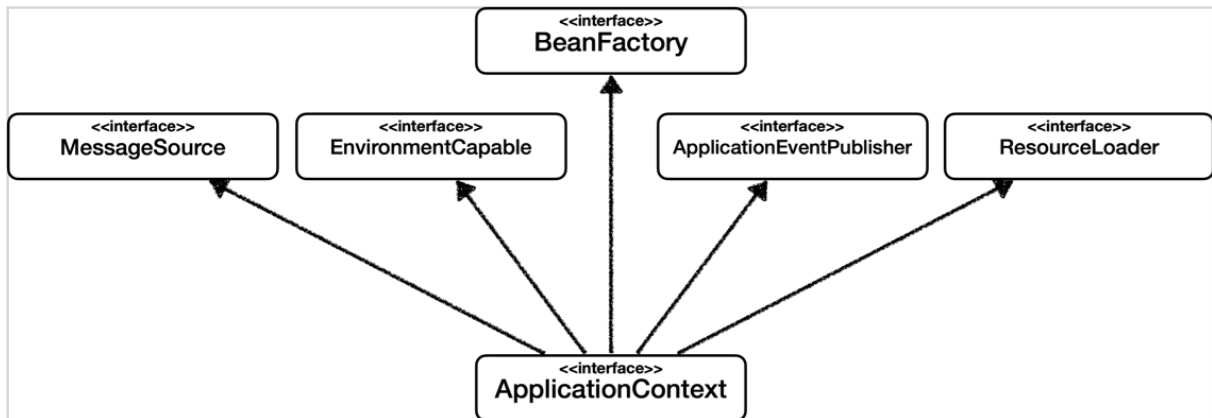 <<interface>>
BeanFactory
<<interface>>
MessageSource
<<interface>>
EnvironmentCapable
<<interface>>
ApplicationEventPublisher
<<interface>>
ResourceLoader
<<interface>>
ApplicationContext